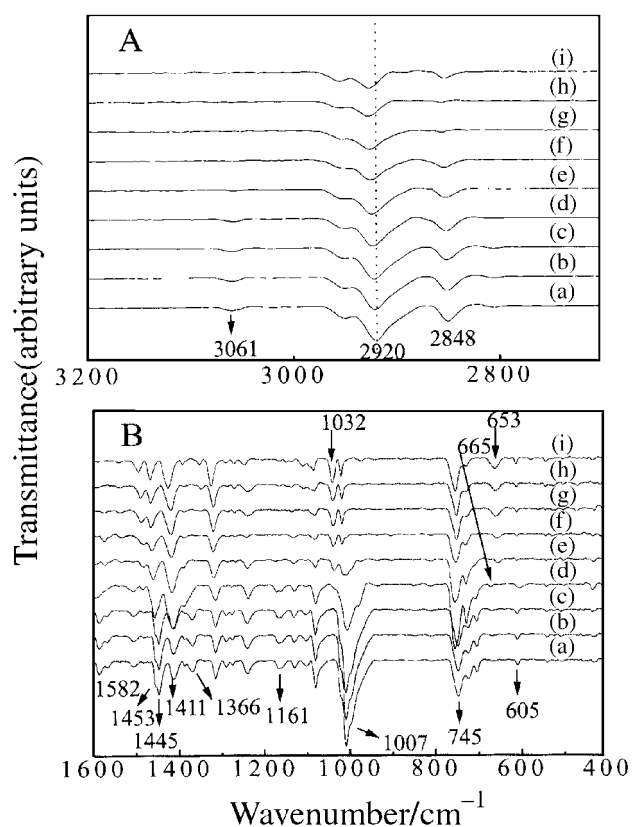 A
(i)
(h)
(g)
(f)
(e)
(d)
(c)
(b)
(a)
3061
2920
2848
3200 3000 2800
B
1032
665
653
(i)
(h)
(g)
(f)
(e)
(d)
(c)
(b)
(a)
1582
1453
1445
1411
1366
1161
1007
745
605
1600 1400 1200 1000 800 600 400
Transmittance(arbitrary units)
Wavenumber/cm⁻¹